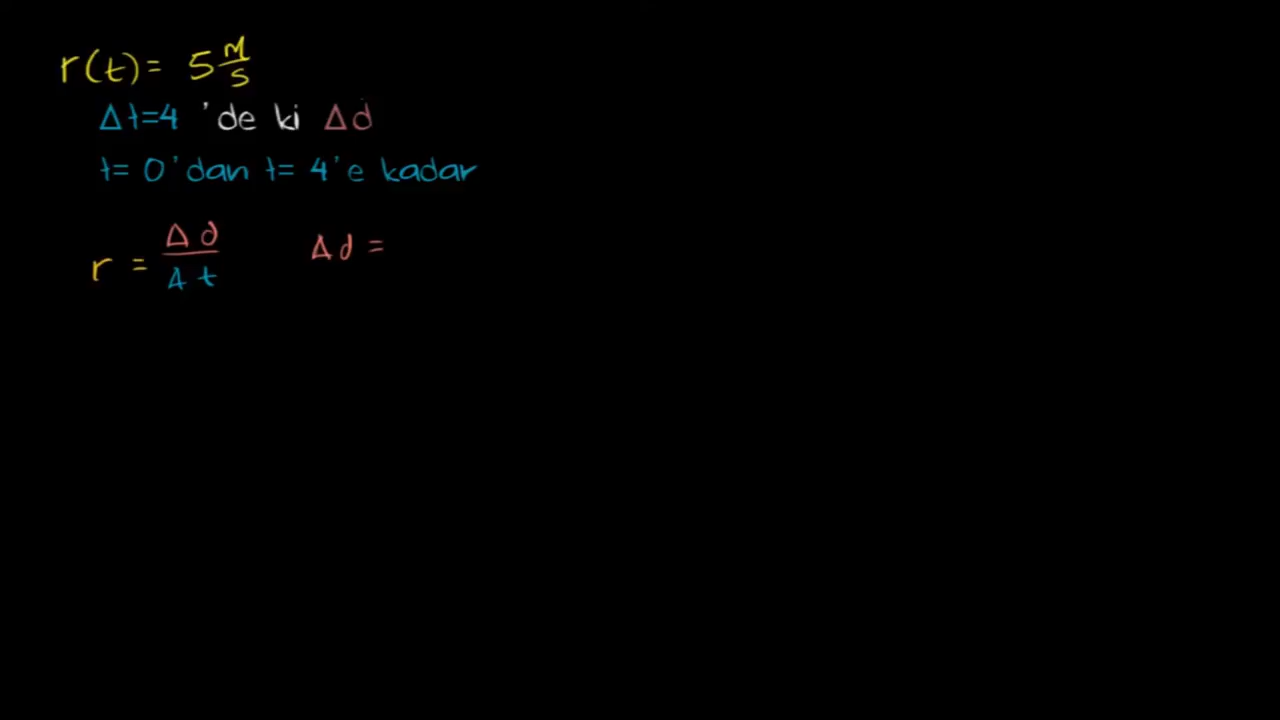 r(t) = 5 m/s
Δt=4 'de ki Δd
t= 0'dan t= 4'e kadar
r = Δd/Δt Δd =